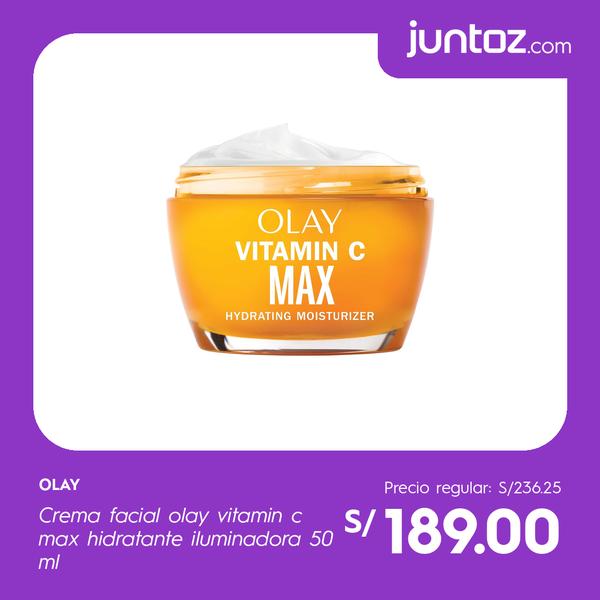 juntoz.com
OLAY
VITAMIN C
MAX
HYDRATING MOISTURIZER
OLAY
Crema facial olay vitamin c
max hidratante iluminadora 50
ml
Precio regular: S/236.25
S/ 189.00